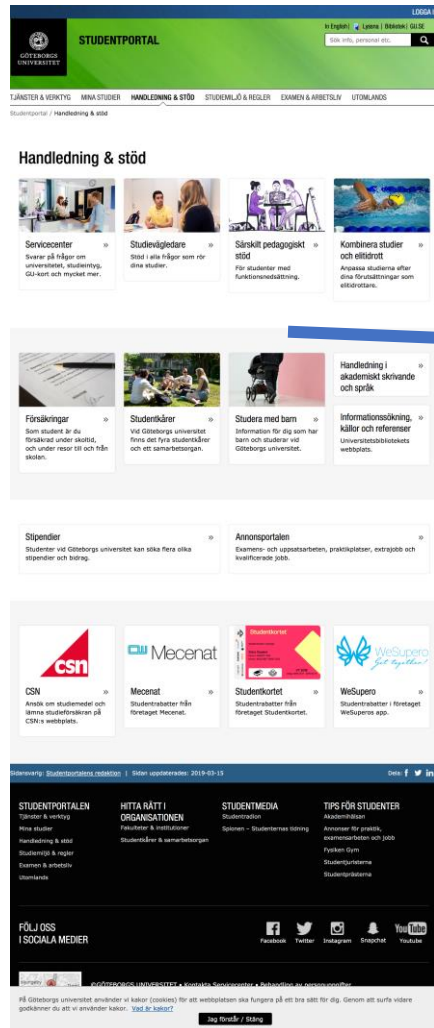 LOGGA I
In English | Lyssna | Bibliotek | GU.SE
STUDENTPORTAL
Sök info, personal etc.
GÖTEBORGS
UNIVERSITET
TJÄNSTER & VERKTYG MINA STUDIER HANDLEDNING & STÖD STUDIEMILJÖ & REGLER EXAMEN & ARBETSLIV UTOMLANDS
Studentportal / Handledning & stöd
Handledning & stöd
Servicecenter »
Svarar på frågor om
universitetet, studieintyg,
GU-kort och mycket mer.
Studievägledare »
Stöd i alla frågor som rör
dina studier.
Särskilt pedagogiskt »
stöd
För studenter med
funktionsnedsättning.
Kombinera studier »
och elitidrott
Anpassa studierna efter
dina förutsättningar som
elitidrottare.
Försäkringar »
Som student är du
försäkrad under skoltid,
och under resor till och från
skolan.
Studentkårer »
Vid Göteborgs universitet
finns det fyra studentkårer
och ett samarbetsorgan.
Studera med barn »
Information för dig som har
barn och studerar vid
Göteborgs universitet.
Handledning i »
akademiskt skrivande
och språk
Informationssökning, »
källor och referenser
Universitetsbibliotekets
webbplats.
Stipendier »
Studenter vid Göteborgs universitet kan söka flera olika
stipendier och bidrag.
Annonsportalen »
Examens- och uppsatsarbeten, praktikplatser, extrajobb och
kvalificerade jobb.
csn
CSN »
Ansök om studiemedel och
lämna studieförsäkran på
CSN:s webbplats.
Mecenat
Mecenat »
Studentrabatter från
företaget Mecenat.
Studentkortet
Studentkortet »
Studentrabatter från
företaget Studentkortet.
WeSupero
Get together!
WeSupero »
Studentrabatter i företaget
WeSuperos app.
Sidansvarig: Studentportalens redaktion | Sidan uppdaterades: 2019-03-15
Dela: f in
STUDENTPORTALEN
Tjänster & verktyg
Mina studier
Handledning & stöd
Studiemiljö & regler
Examen & arbetsliv
Utomlands
HITTA RÄTT I
ORGANISATIONEN
Fakulteter & institutioner
Studentkårer & samarbetsorgan
STUDENTMEDIA
Studentradion
Spionen – Studenternas tidning
TIPS FÖR STUDENTER
Akademihälsan
Annonser för praktik,
examensarbeten och jobb
Fysiken Gym
Studentjuristerna
Studentprästerna
FÖLJ OSS
I SOCIALA MEDIER
You Tube
Facebook Twitter Instagram Snapchat Youtube
©GÖTEBORGS UNIVERSITET • Kontakta Servicecenter • Behandling av personuppgifter
På Göteborgs universitet använder vi kakor (cookies) för att webbplatsen ska fungera på ett bra sätt för dig. Genom att surfa vidare
godkänner du att vi använder kakor. Vad är kakor?
Jag förstår / Stäng